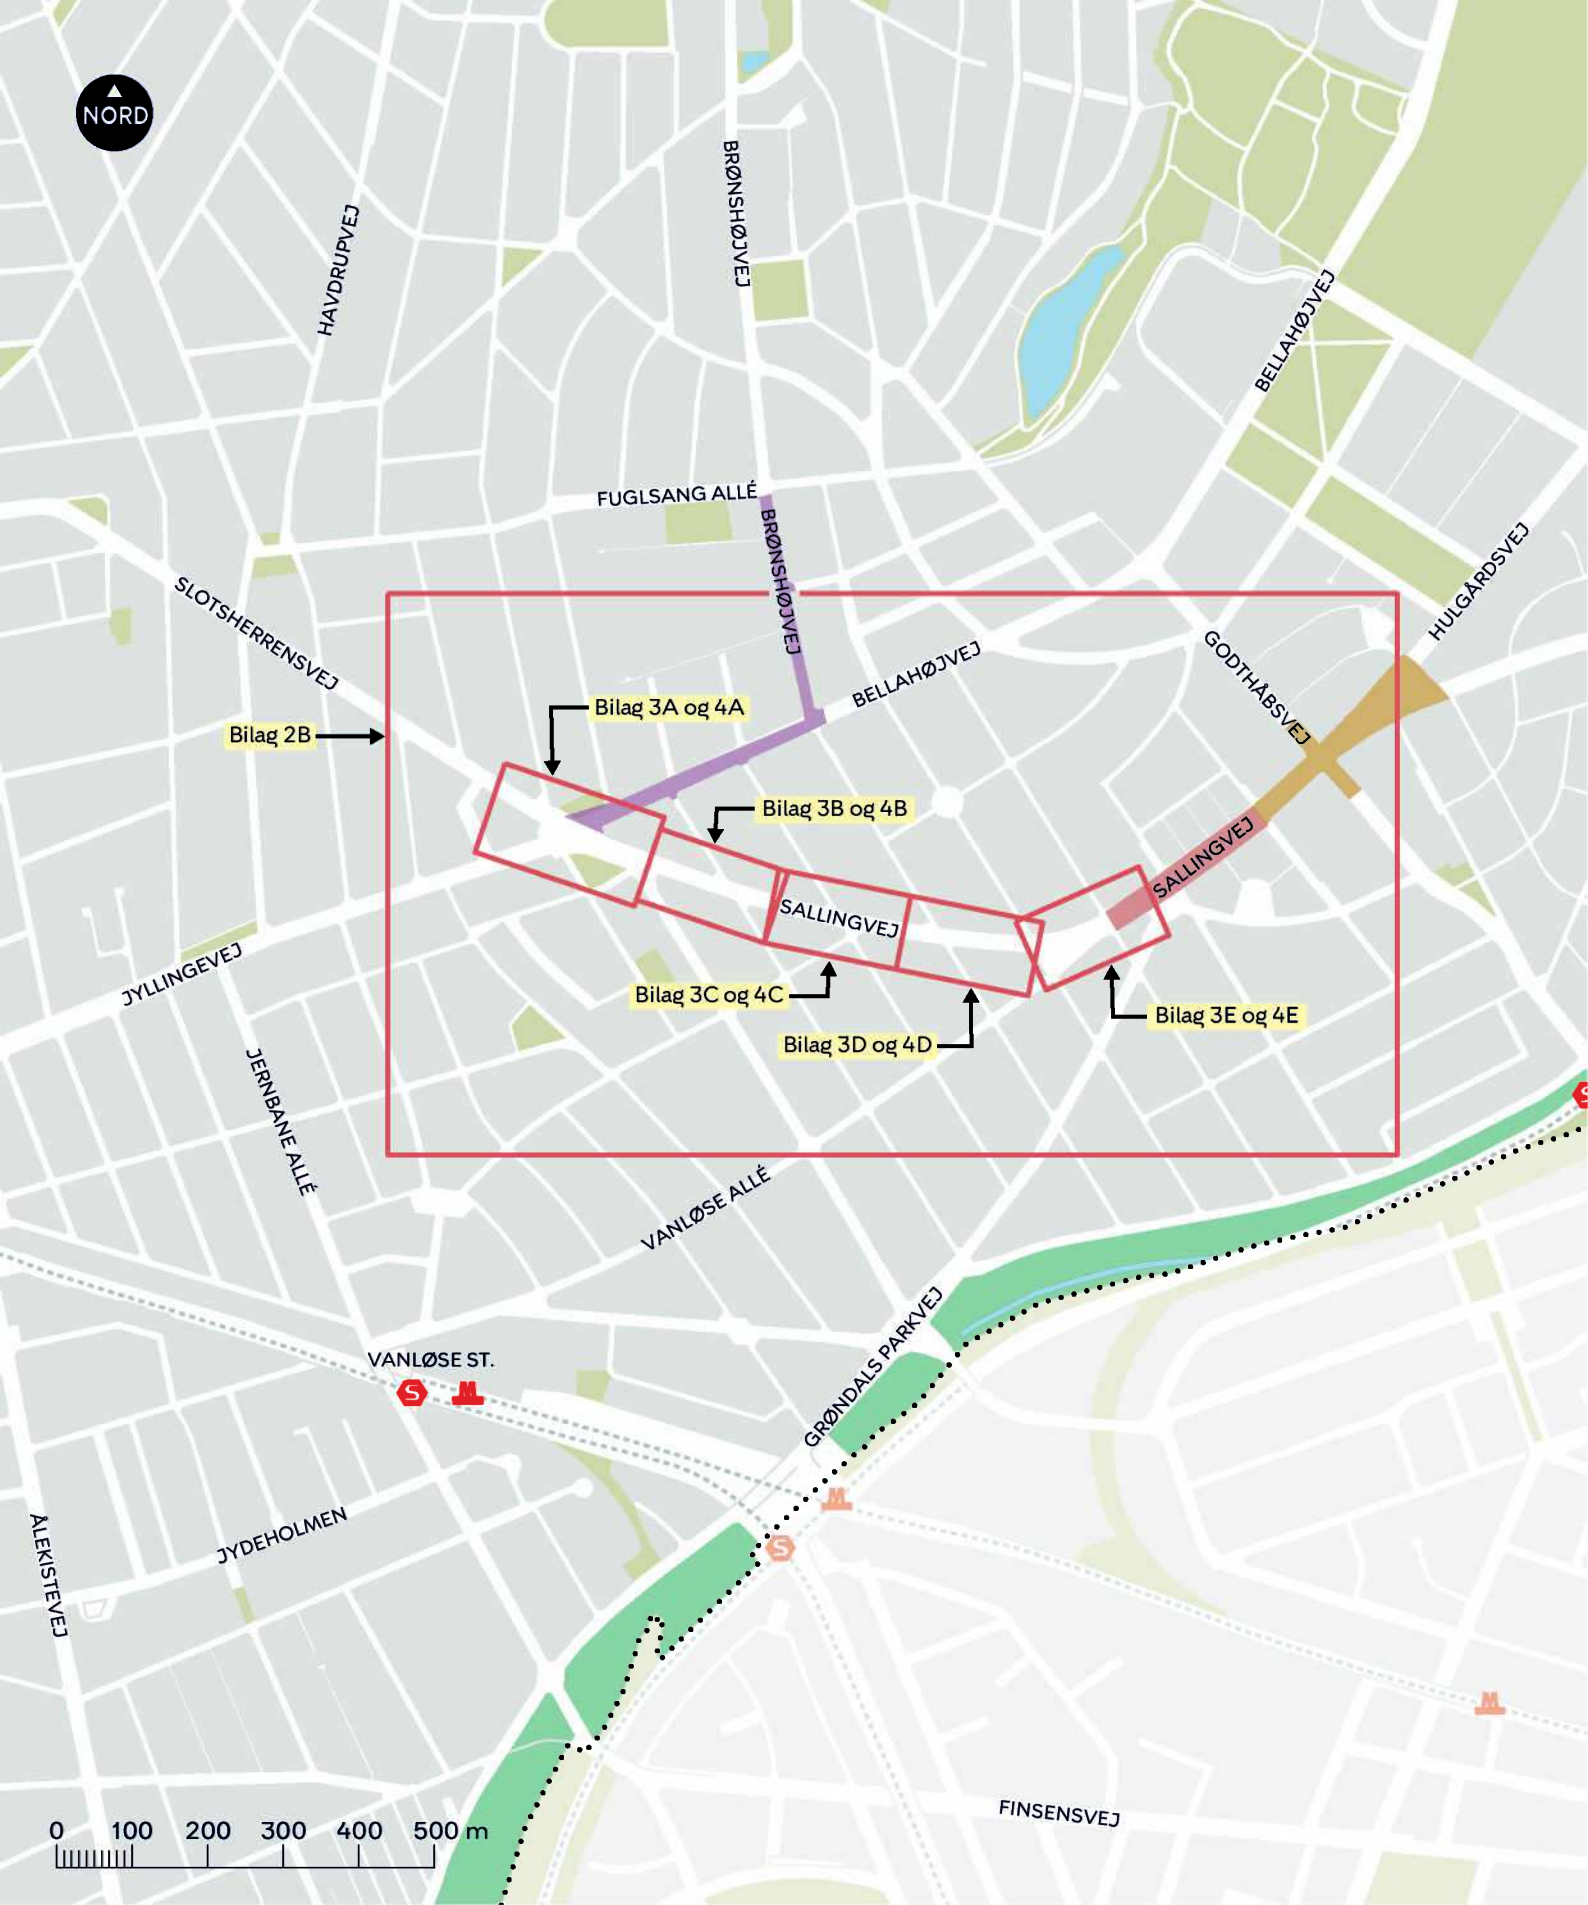 NORD
BRØNSHØJVEJ
HAVDRUPVEJ
BELLAHØJVEJ
FUGLSANG ALLÉ
BRØNSHØJVEJ
HULGÅRDSVEJ
SLOTSHERRENSVEJ
GODTHÅBSVEJ
BELLAHØJVEJ
Bilag 3A og 4A
Bilag 2B
Bilag 3B og 4B
SALLINGVEJ
SALLINGVEJ
JYLLINGEVEJ
Bilag 3C og 4C
Bilag 3E og 4E
Bilag 3D og 4D
JERNBANE ALLÉ
S
VANLØSE ALLÉ
GRØNDALS PARKVEJ
VANLØSE ST.
S M
M
JYDEHOLMEN
S
ÅLEKISTEVEJ
M
FINSENSVEJ
0 100 200 300 400 500 m